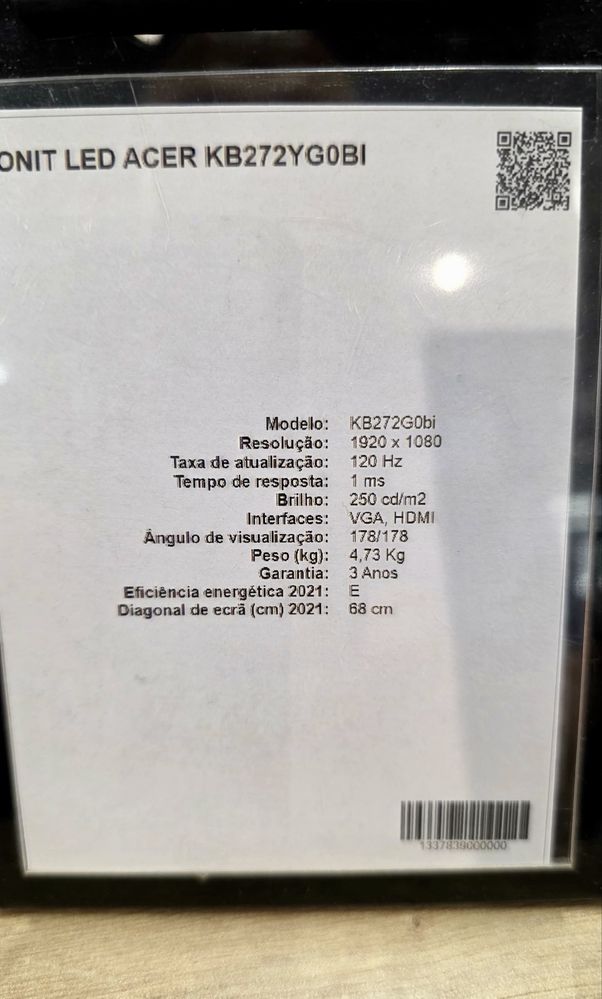 ONIT LED ACER KB272YG0BI
Modelo: KB272G0bi
Resolução: 1920 x 1080
Taxa de atualização: 120 Hz
Tempo de resposta: 1 ms
Brilho: 250 cd/m2
Interfaces: VGA, HDMI
Ângulo de visualização: 178/178
Peso (kg): 4,73 Kg
Garantia: 3 Anos
Eficiência energética 2021: E
Diagonal de ecrã (cm) 2021: 68 cm
1337839000000